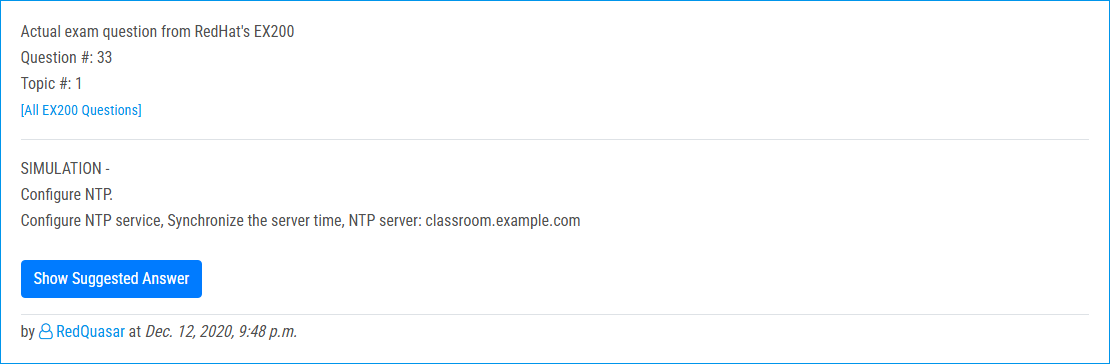 Actual exam question from RedHat's EX200
Question #: 33
Topic #: 1
[All EX200 Questions]
SIMULATION -
Configure NTP.
Configure NTP service, Synchronize the server time, NTP server: classroom.example.com
Show Suggested Answer
by RedQuasar at Dec. 12, 2020, 9:48 p.m.